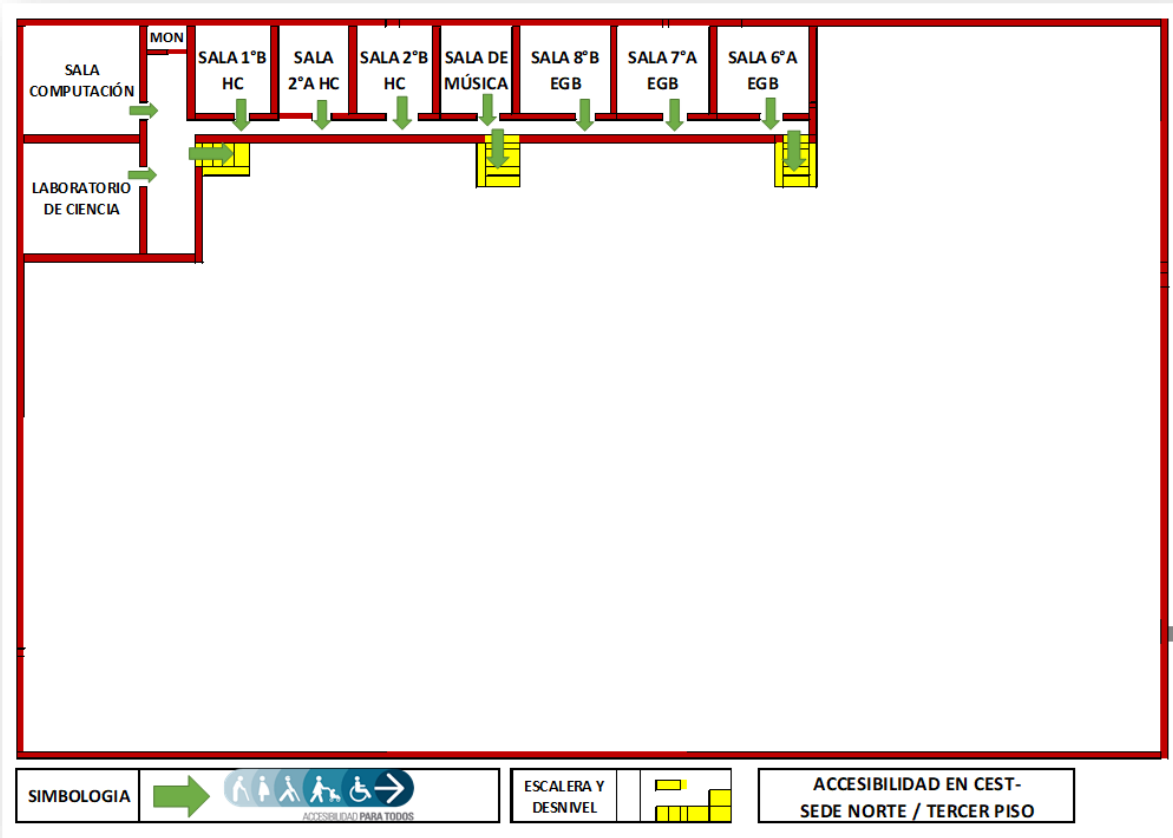 MON
SALA
COMPUTACIÓN
SALA 1°B
HC
SALA
2°A HC
SALA 2°B
HC
SALA DE
MÚSICA
SALA 8°B
EGB
SALA 7°A
EGB
SALA 6°A
EGB
LABORATORIO
DE CIENCIA
SIMBOLOGIA
ACCESIBILIDAD PARA TODOS
ESCALERA Y
DESNIVEL
ACCESIBILIDAD EN CEST-
SEDE NORTE / TERCER PISO